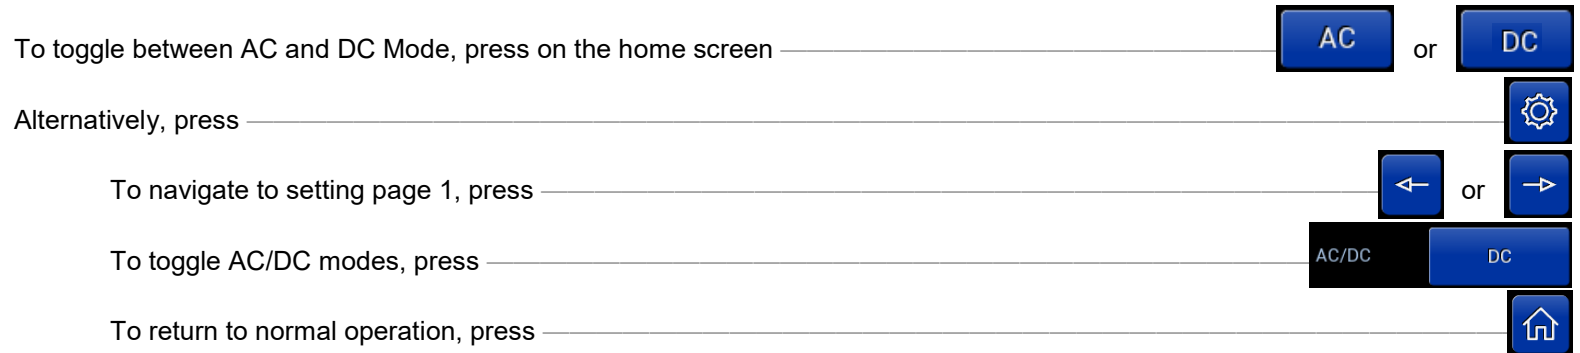 To toggle between AC and DC Mode, press on the home screen AC or DC
Alternatively, press
To navigate to setting page 1, press or
To toggle AC/DC modes, press AC/DC DC
To return to normal operation, press